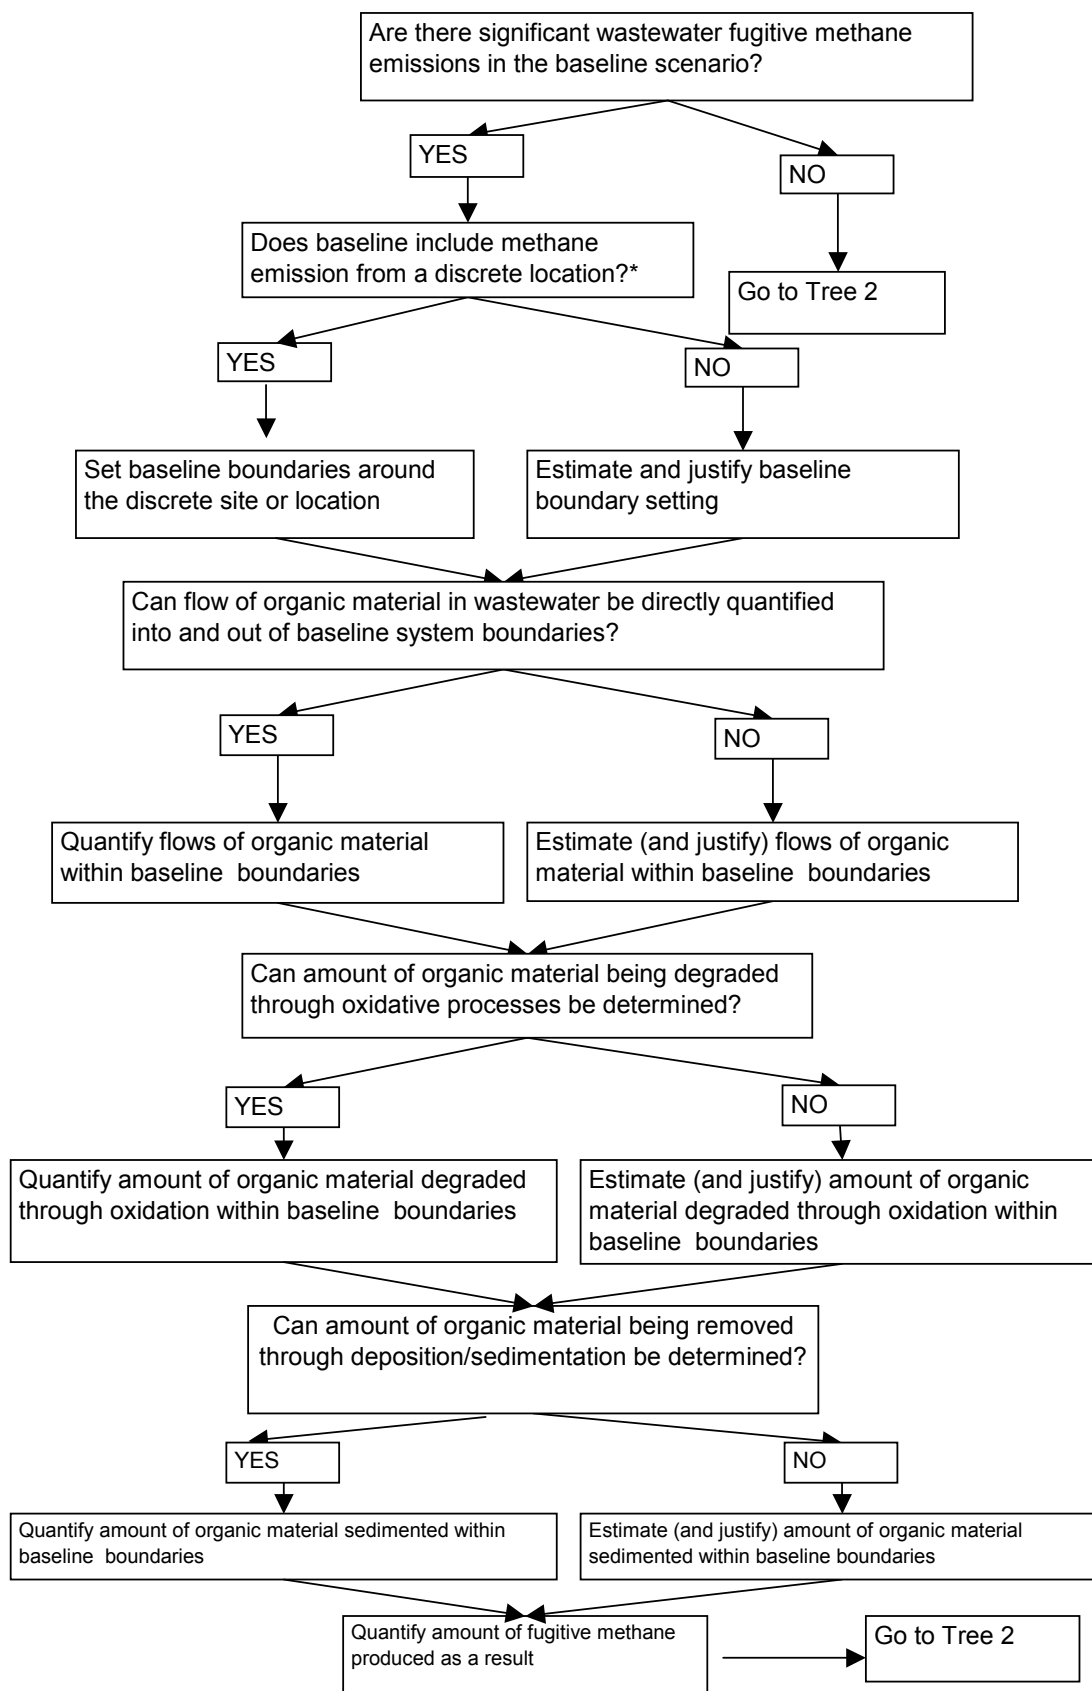 Are there significant wastewater fugitive methane
emissions in the baseline scenario?
YES
NO
Does baseline include methane
emission from a discrete location?*
Go to Tree 2
YES
NO
Set baseline boundaries around
the discrete site or location
Estimate and justify baseline
boundary setting
Can flow of organic material in wastewater be directly quantified
into and out of baseline system boundaries?
YES
NO
Quantify flows of organic material
within baseline  boundaries
Estimate (and justify) flows of organic
material within baseline  boundaries
Can amount of organic material being degraded
through oxidative processes be determined?
YES
NO
Quantify amount of organic material degraded
through oxidation within baseline  boundaries
Estimate (and justify) amount of organic
material degraded through oxidation within
baseline  boundaries
Can amount of organic material being removed
through deposition/sedimentation be determined?
YES
NO
Quantify amount of organic material sedimented within
baseline  boundaries
Estimate (and justify) amount of organic material
sedimented within baseline boundaries
Quantify amount of fugitive methane
produced as a result
Go to Tree 2